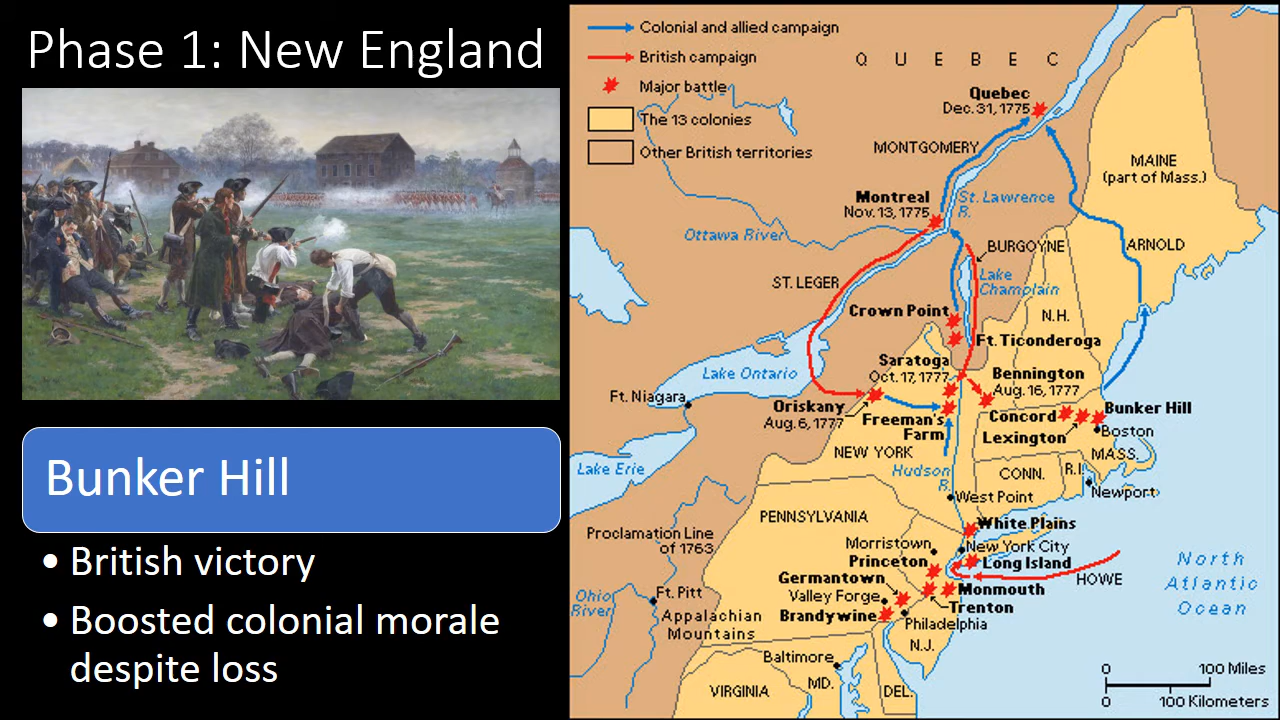 Phase 1: New England
Bunker Hill
• British victory
• Boosted colonial morale
despite loss
Colonial and allied campaign
British campaign
Major battle
The 13 colonies
Other British territories
QUEBEC
Quebec
Dec. 31, 1775
MONTGOMERY
MAINE
(part of Mass.)
Montreal
Nov. 13, 1775
St. Lawrence
R.
Ottawa River
BURGOYNE
ARNOLD
ST. LEGER
Lake
Champlain
Crown Point
N.H.
Ft. Ticonderoga
Saratoga
Oct. 17, 1777
Lake Ontario
Bennington
Aug. 16, 1777
Ft. Niagara
Oriskany
Aug. 6, 1777
Freeman's
Farm
Concord
Bunker Hill
Lexington
Boston
NEW YORK
MASS.
Lake Erie
Hudson
R.
CONN.
R.I.
Newport
West Point
PENNSYLVANIA
White Plains
Proclamation Line
of 1763
Morristown
New York City
Princeton
Long Island
HOWE
North
Atlantic
Ocean
Germantown
Monmouth
Ohio
River
Ft. Pitt
Valley Forge
Trenton
Appalachian
Mountains
Brandywine
Philadelphia
N.J.
Baltimore
MD.
DEL.
VIRGINIA
0 100 Miles
0 100 Kilometers